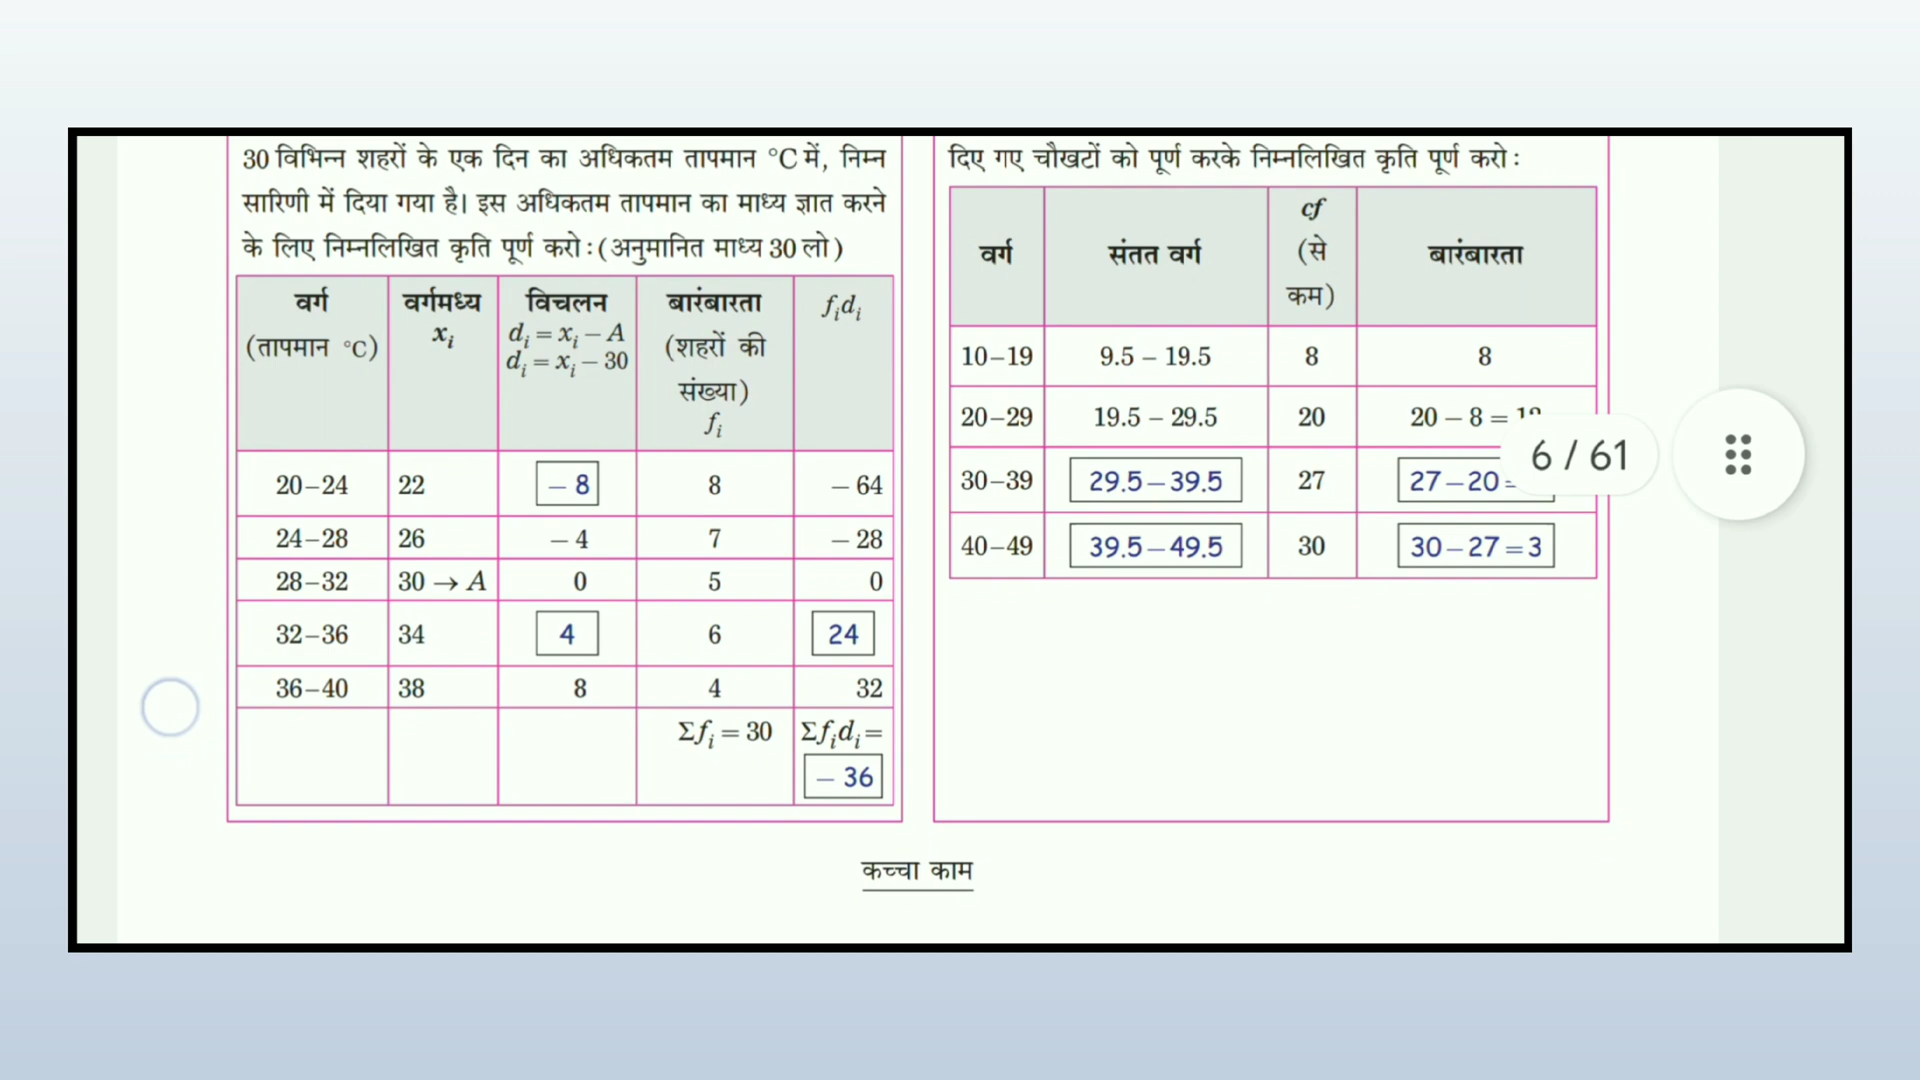 30 विभिन्न शहरों के एक दिन का अधिकतम तापमान °C में, निम्न
सारिणी में दिया गया है। इस अधिकतम तापमान का माध्य ज्ञात करने
के लिए निम्नलिखित कृति पूर्ण करो : (अनुमानित माध्य 30 लो)
वर्ग (तापमान °C) वर्गमध्य xᵢ विचलन dᵢ = xᵢ – A dᵢ = xᵢ – 30 बारंबारता (शहरों की संख्या) fᵢ fᵢdᵢ
20–24 22 – 8 8 – 64
24–28 26 – 4 7 – 28
28–32 30 → A 0 5 0
32–36 34 4 6 24
36–40 38 8 4 32
Σfᵢ = 30 Σfᵢdᵢ =
– 36
दिए गए चौखटों को पूर्ण करके निम्नलिखित कृति पूर्ण करो :
वर्ग संतत वर्ग cf (से कम) बारंबारता
10–19 9.5 – 19.5 8 8
20–29 19.5 – 29.5 20 20 – 8 =
30–39 29.5 – 39.5 27 27 – 20
40–49 39.5 – 49.5 30 30 – 27 = 3
6 / 61
कच्चा काम